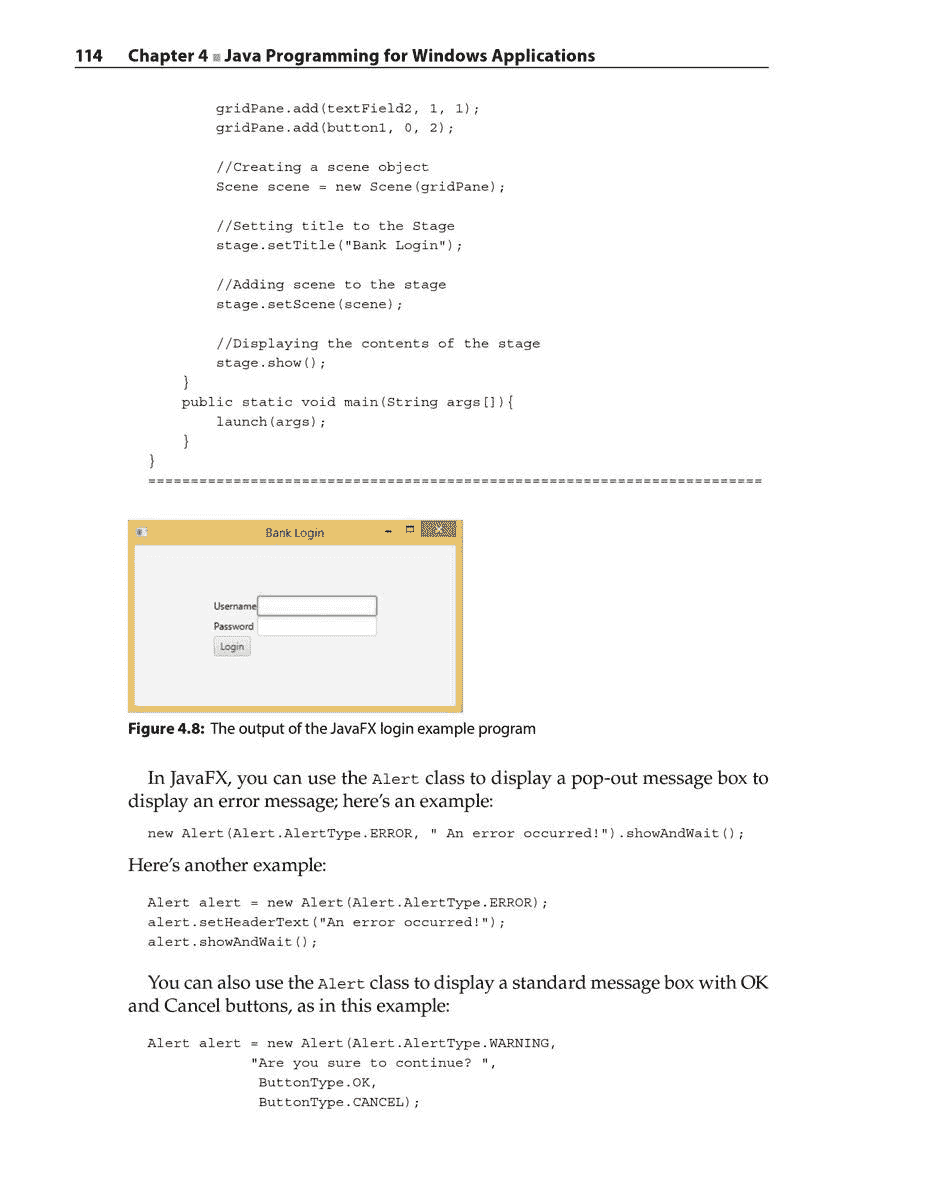 114 Chapter 4 ■ Java Programming for Windows Applications
gridPane.add(textField2, 1, 1);
gridPane.add(button1, 0, 2);
//Creating a scene object
Scene scene = new Scene(gridPane);
//Setting title to the Stage
stage.setTitle("Bank Login");
//Adding scene to the stage
stage.setScene(scene);
//Displaying the contents of the stage
stage.show();
}
public static void main(String args[]){
launch(args);
}
}
========================================================================
Bank Login
Username
Password
Login
Figure 4.8: The output of the JavaFX login example program
In JavaFX, you can use the Alert class to display a pop-out message box to
display an error message; here's an example:
new Alert(Alert.AlertType.ERROR, " An error occurred!").showAndWait();
Here's another example:
Alert alert = new Alert(Alert.AlertType.ERROR);
alert.setHeaderText("An error occurred!");
alert.showAndWait();
You can also use the Alert class to display a standard message box with OK
and Cancel buttons, as in this example:
Alert alert = new Alert(Alert.AlertType.WARNING,
"Are you sure to continue? ",
ButtonType.OK,
ButtonType.CANCEL);